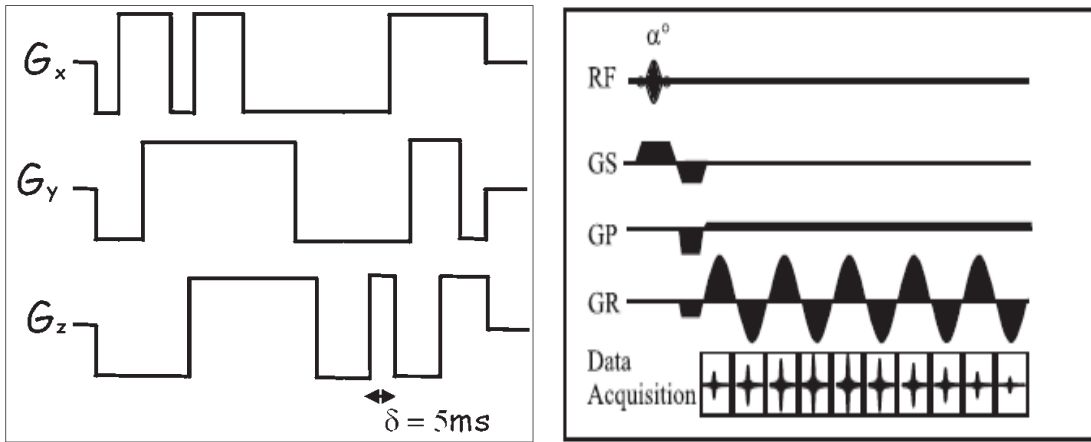 Gx
Gy
Gz
δ = 5ms
α°
RF
GS
GP
GR
Data
Acquisition